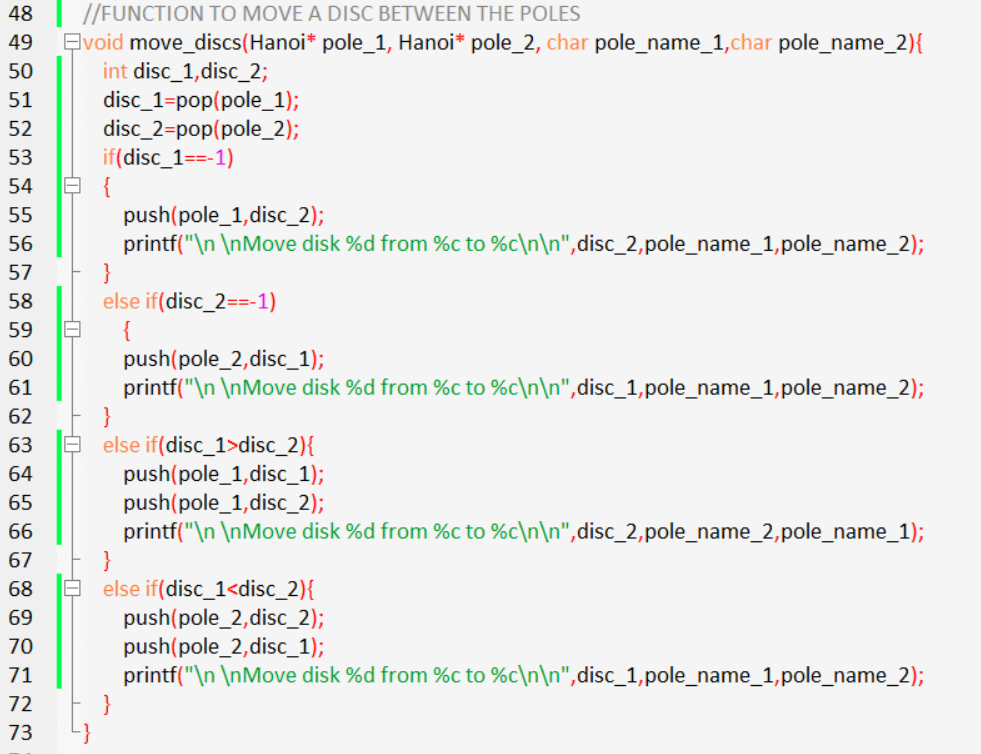 48 //FUNCTION TO MOVE A DISC BETWEEN THE POLES
49 void move_discs(Hanoi* pole_1, Hanoi* pole_2, char pole_name_1,char pole_name_2){
50 int disc_1,disc_2;
51 disc_1=pop(pole_1);
52 disc_2=pop(pole_2);
53 if(disc_1==-1)
54 {
55 push(pole_1,disc_2);
56 printf("\n \nMove disk %d from %c to %c\n\n",disc_2,pole_name_1,pole_name_2);
57 }
58 else if(disc_2==-1)
59 {
60 push(pole_2,disc_1);
61 printf("\n \nMove disk %d from %c to %c\n\n",disc_1,pole_name_1,pole_name_2);
62 }
63 else if(disc_1>disc_2){
64 push(pole_1,disc_1);
65 push(pole_1,disc_2);
66 printf("\n \nMove disk %d from %c to %c\n\n",disc_2,pole_name_2,pole_name_1);
67 }
68 else if(disc_1<disc_2){
69 push(pole_2,disc_2);
70 push(pole_2,disc_1);
71 printf("\n \nMove disk %d from %c to %c\n\n",disc_1,pole_name_1,pole_name_2);
72 }
73 }